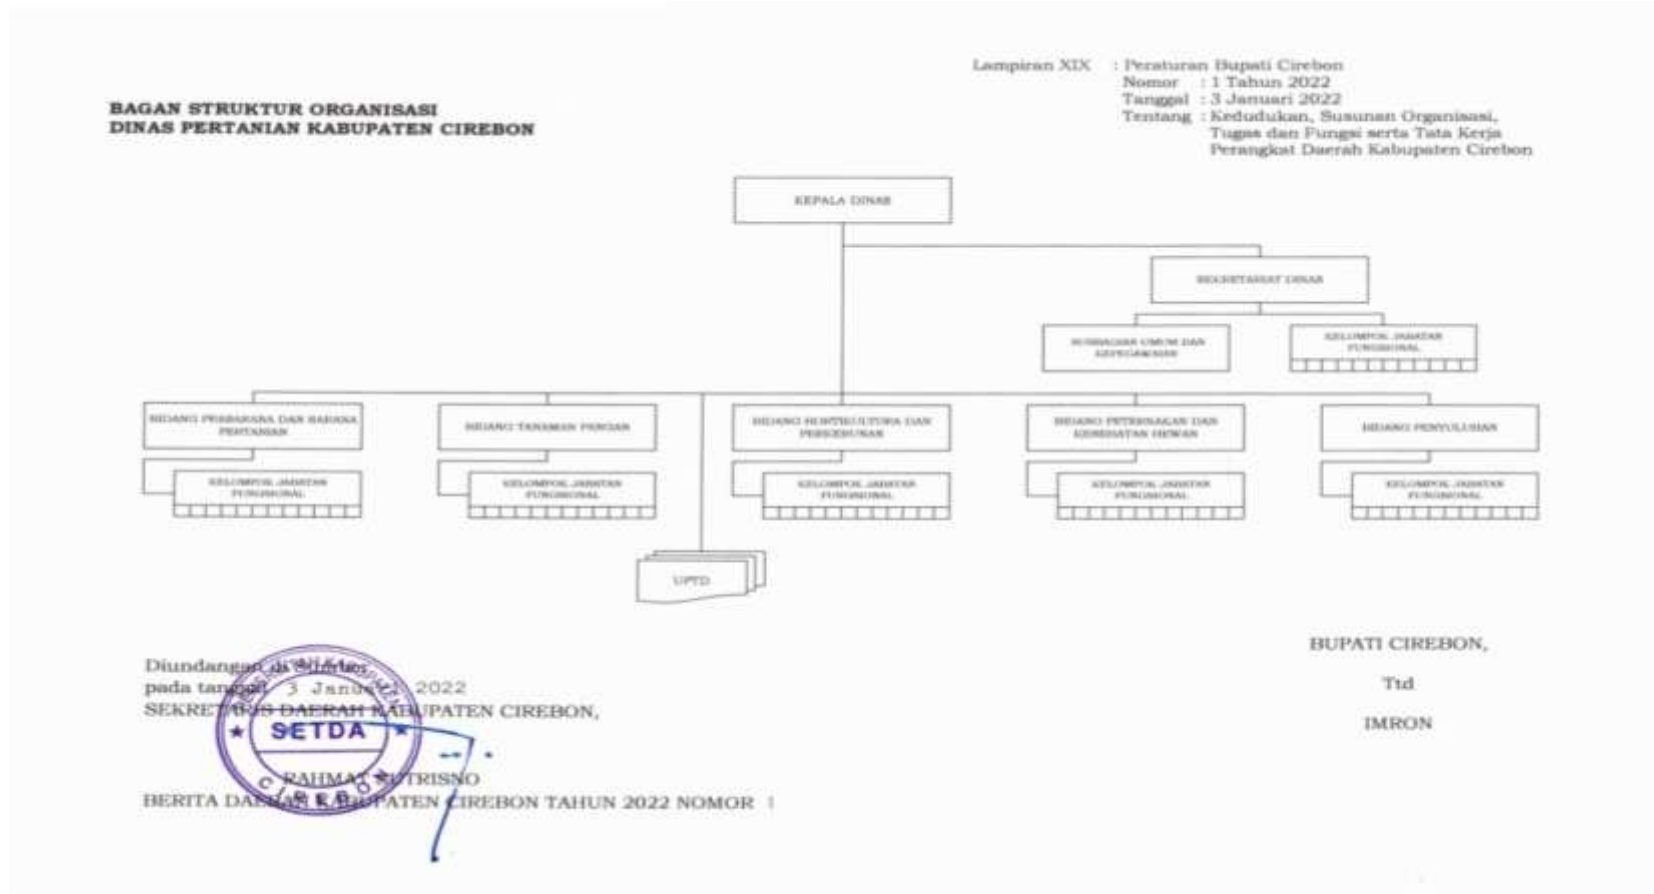 Lampiran XIX : Peraturan Bupati Cirebon
Nomor : 1 Tahun 2022
Tanggal : 3 Januari 2022
Tentang : Kedudukan, Susunan Organisasi,
Tugas dan Fungsi serta Tata Kerja
Perangkat Daerah Kabupaten Cirebon
BAGAN STRUKTUR ORGANISASI
DINAS PERTANIAN KABUPATEN CIREBON
KEPALA DINAS
SEKRETARIAT DINAS
SUBBAGIAN UMUM DAN
KEPEGAWAIAN
KELOMPOK JABATAN
FUNGSIONAL
BIDANG PRASARANA DAN SARANA
PERTANIAN
BIDANG TANAMAN PANGAN
BIDANG HORTIKULTURA DAN
PERKEBUNAN
BIDANG PETERNAKAN DAN
KESEHATAN HEWAN
BIDANG PENYULUHAN
KELOMPOK JABATAN
FUNGSIONAL
KELOMPOK JABATAN
FUNGSIONAL
KELOMPOK JABATAN
FUNGSIONAL
KELOMPOK JABATAN
FUNGSIONAL
KELOMPOK JABATAN
FUNGSIONAL
UPTD
BUPATI CIREBON,
Ttd
IMRON
Diundangan di Sumber
pada tanggal 3 Januari 2022
SEKRETARIS DAERAH KABUPATEN CIREBON,
SETDA
CIREBON
RAHMAT SUTRISNO
BERITA DAERAH KABUPATEN CIREBON TAHUN 2022 NOMOR 1